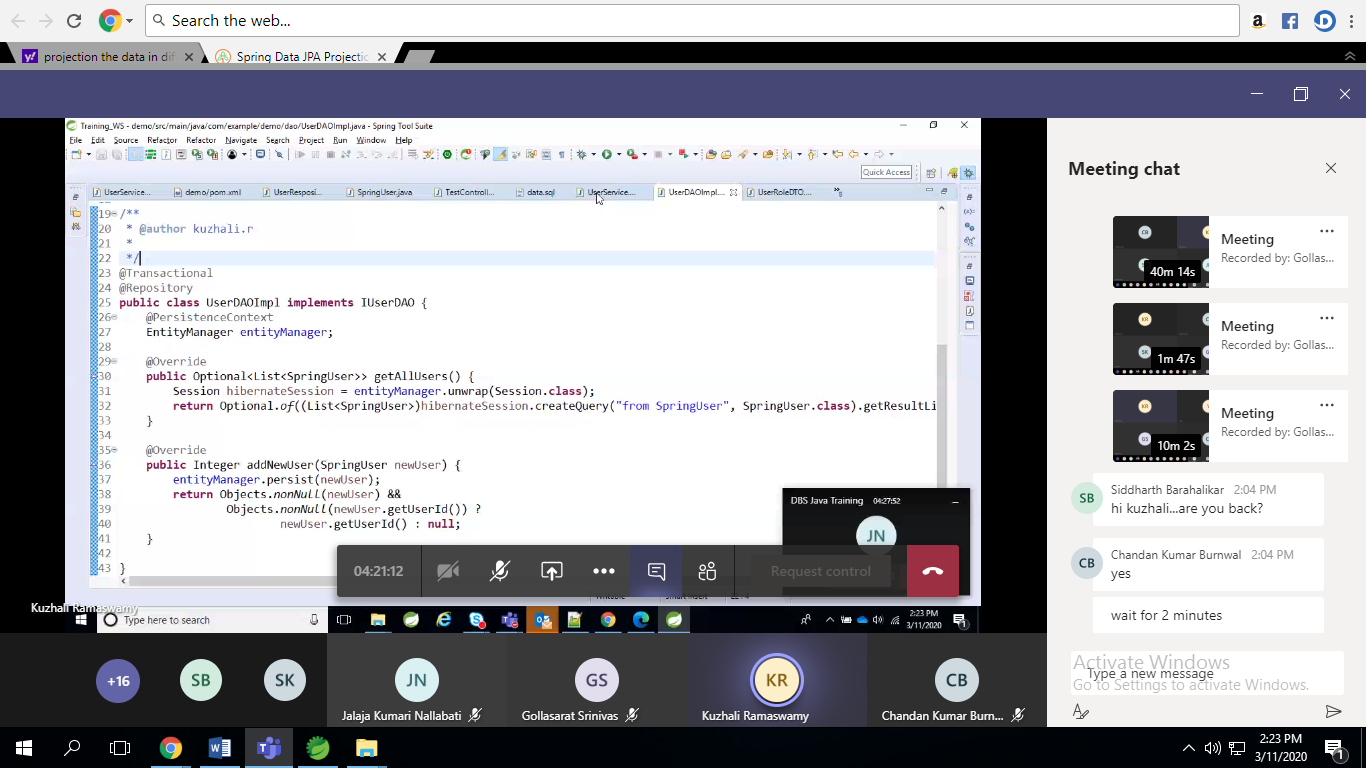 Search the web...
projection the data in dif
Spring Data JPA Projectio
Training_WS - demo/src/main/java/com/example/demo/dao/UserDAOImpl.java - Spring Tool Suite
File Edit Source Refactor Refactor Navigate Search Project Run Window Help
Quick Access
UserService... demo/pom.xml UserResposi... SpringUser.java TestControll... data.sql UserService... UserDAOImpl... UserRoleDTO....
19 /**
20 * @author kuzhali.r
21 *
22 */
23 @Transactional
24 @Repository
25 public class UserDAOImpl implements IUserDAO {
26 @PersistenceContext
27 EntityManager entityManager;
28
29 @Override
30 public Optional<List<SpringUser>> getAllUsers() {
31 Session hibernateSession = entityManager.unwrap(Session.class);
32 return Optional.of((List<SpringUser>)hibernateSession.createQuery("from SpringUser", SpringUser.class).getResultLi
33 }
34
35 @Override
36 public Integer addNewUser(SpringUser newUser) {
37 entityManager.persist(newUser);
38 return Objects.nonNull(newUser) &&
39 Objects.nonNull(newUser.getUserId()) ?
40 newUser.getUserId() : null;
41 }
42
43 }
DBS Java Training 04:27:52
JN
04:21:12
Request control
Kuzhali Ramaswamy
Type here to search
2:23 PM
3/11/2020
+16
SB
SK
JN
Jalaja Kumari Nallabati
GS
Gollasarat Srinivas
KR
Kuzhali Ramaswamy
CB
Chandan Kumar Burn...
Meeting chat
40m 14s
Meeting
Recorded by: Gollas...
1m 47s
Meeting
Recorded by: Gollas...
10m 2s
Meeting
Recorded by: Gollas...
SB
Siddharth Barahalikar 2:04 PM
hi kuzhali...are you back?
CB
Chandan Kumar Burnwal 2:04 PM
yes
wait for 2 minutes
Activate Windows
Type a new message
Go to Settings to activate Windows.
2:23 PM
3/11/2020